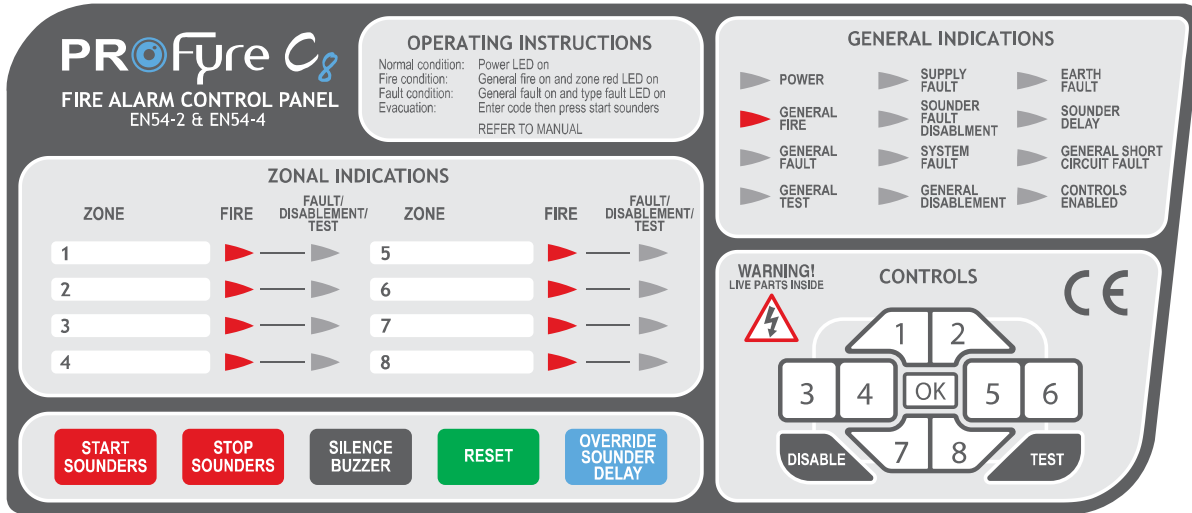 PROFyre C8
FIRE ALARM CONTROL PANEL
EN54-2 & EN54-4
OPERATING INSTRUCTIONS
Normal condition: Power LED on
Fire condition: General fire on and zone red LED on
Fault condition: General fault on and type fault LED on
Evacuation: Enter code then press start sounders
REFER TO MANUAL
GENERAL INDICATIONS
POWER
GENERAL
FIRE
GENERAL
FAULT
GENERAL
TEST
SUPPLY
FAULT
SOUNDER
FAULT
DISABLMENT
SYSTEM
FAULT
GENERAL
DISABLEMENT
EARTH
FAULT
SOUNDER
DELAY
GENERAL SHORT
CIRCUIT FAULT
CONTROLS
ENABLED
ZONAL INDICATIONS
ZONE FIRE FAULT/
DISABLEMENT/
TEST
1
2
3
4
ZONE FIRE FAULT/
DISABLEMENT/
TEST
5
6
7
8
WARNING!
LIVE PARTS INSIDE
CONTROLS
CE
1 2
3 4 OK 5 6
DISABLE 7 8 TEST
START
SOUNDERS
STOP
SOUNDERS
SILENCE
BUZZER
RESET
OVERRIDE
SOUNDER
DELAY